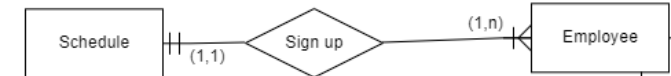 Schedule
(1,1)
Sign up
(1,n)
Employee